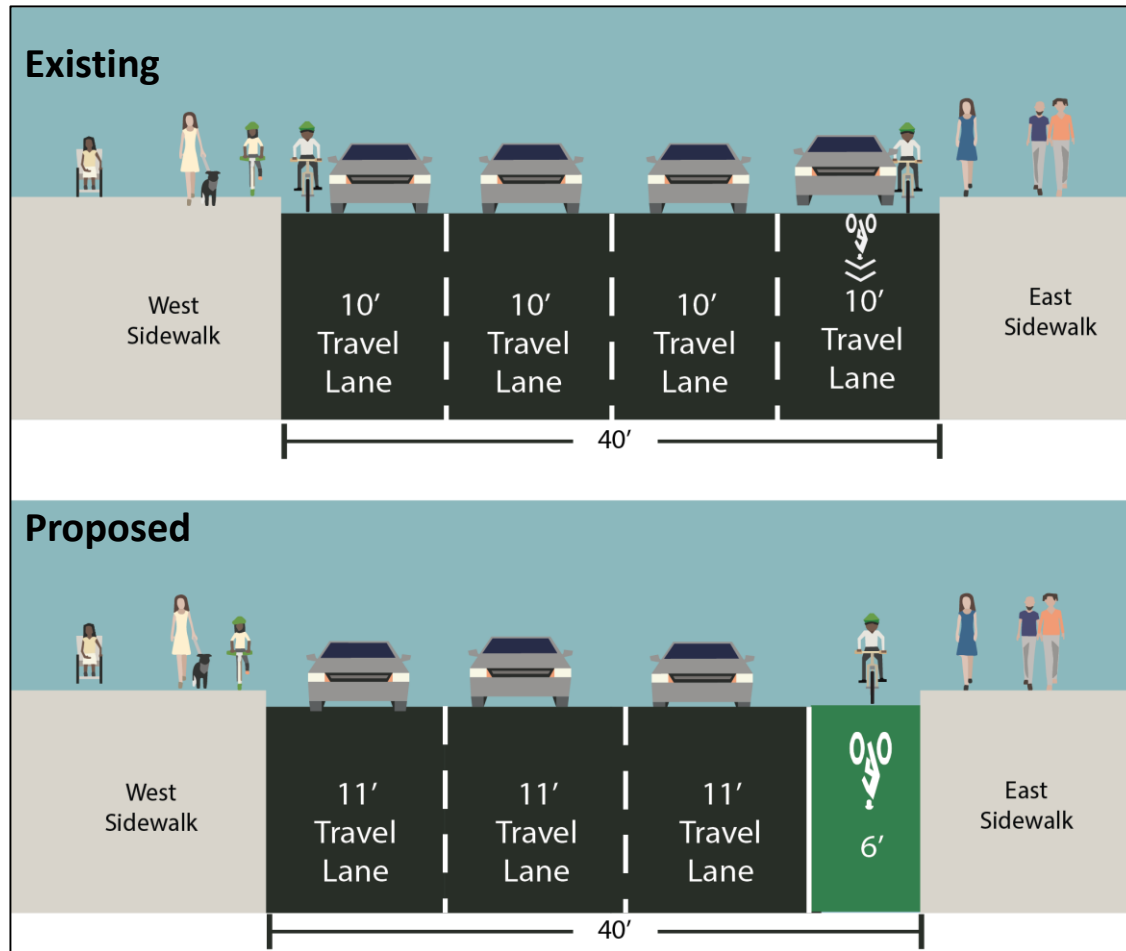 Existing
West
Sidewalk
10’
Travel
Lane
10’
Travel
Lane
10’
Travel
Lane
10’
Travel
Lane
East
Sidewalk
40’
Proposed
West
Sidewalk
11’
Travel
Lane
11’
Travel
Lane
11’
Travel
Lane
6’
East
Sidewalk
40’